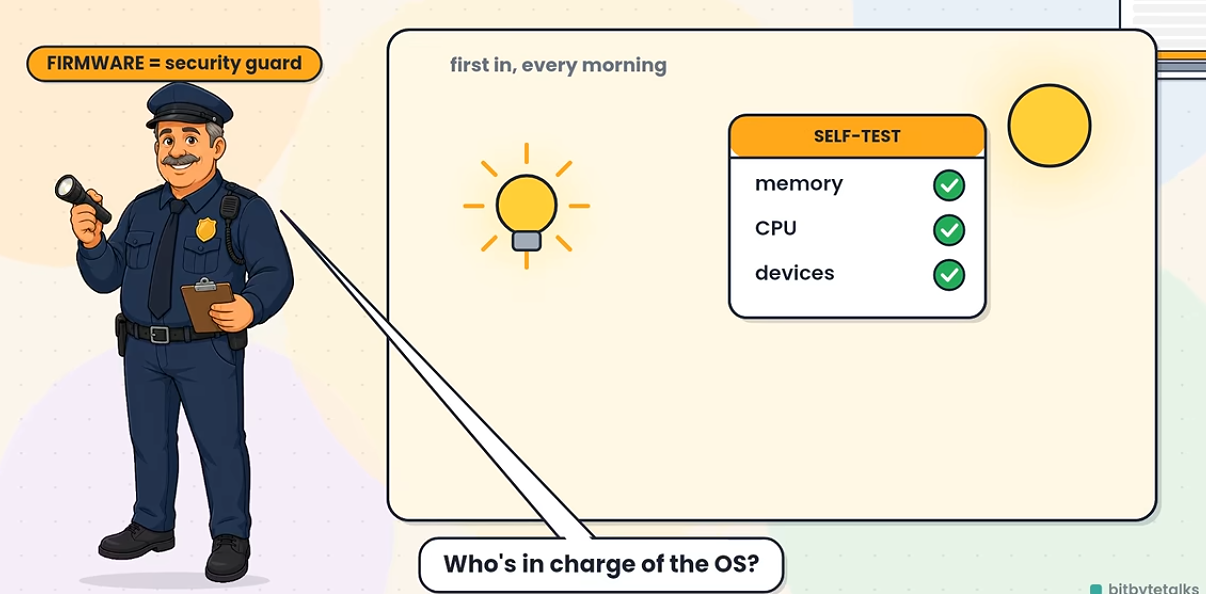 FIRMWARE = security guard
first in, every morning
SELF-TEST
memory
CPU
devices
Who's in charge of the OS?
bitbytetalks